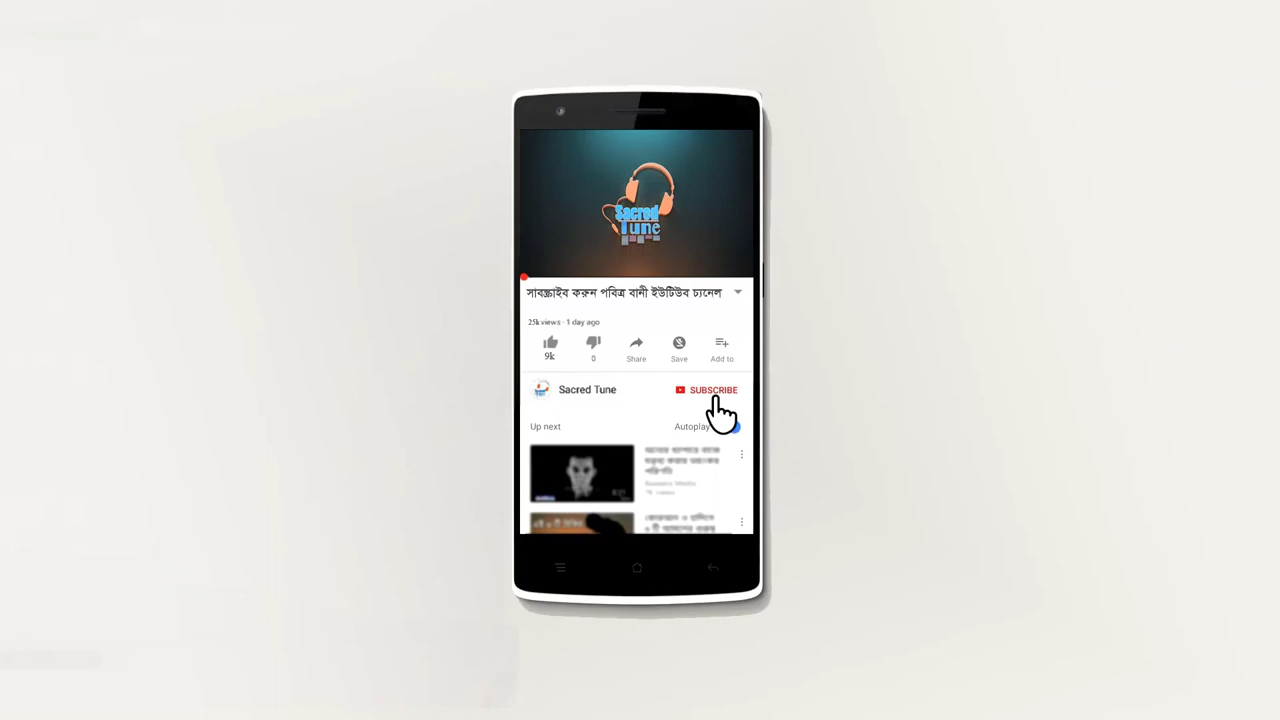 Sacred
Tune
সাবস্ক্রাইব করুন পবিত্র বানী ইউটিউব চ্যনেল
25k views · 1 day ago
9k
0
Share
Save
Add to
Sacred Tune
SUBSCRIBE
Up next
Autoplay